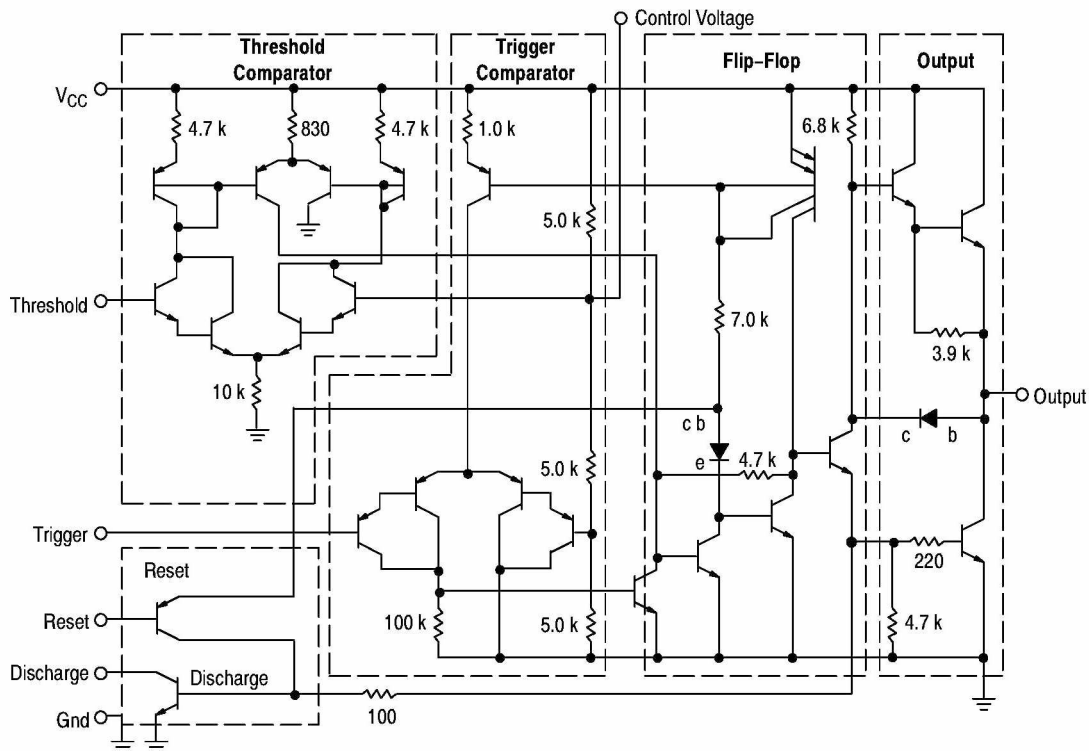 Control Voltage
Threshold
Comparator
Trigger
Comparator
Flip–Flop
Output
VCC
4.7 k
830
4.7 k
1.0 k
6.8 k
5.0 k
Threshold
7.0 k
3.9 k
10 k
Output
c b
c
b
e
4.7 k
5.0 k
Trigger
220
Reset
Reset
100 k
5.0 k
4.7 k
Discharge
Discharge
100
Gnd